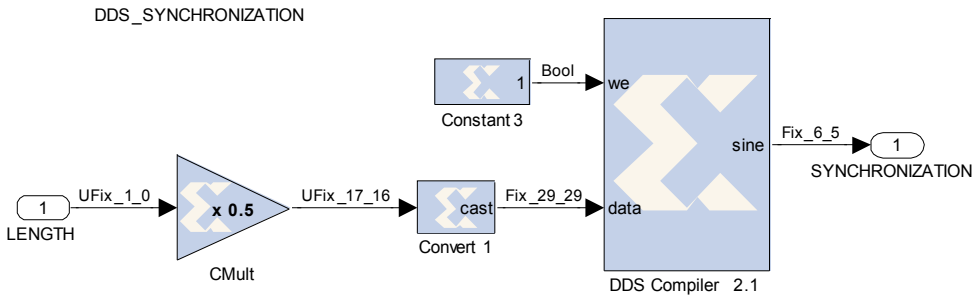 DDS_SYNCHRONIZATION
1
Bool
we
Constant 3
sine
Fix_6_5
1
SYNCHRONIZATION
1
UFix_1_0
x 0.5
UFix_17_16
cast
Fix_29_29
data
LENGTH
Convert 1
CMult
DDS Compiler 2.1